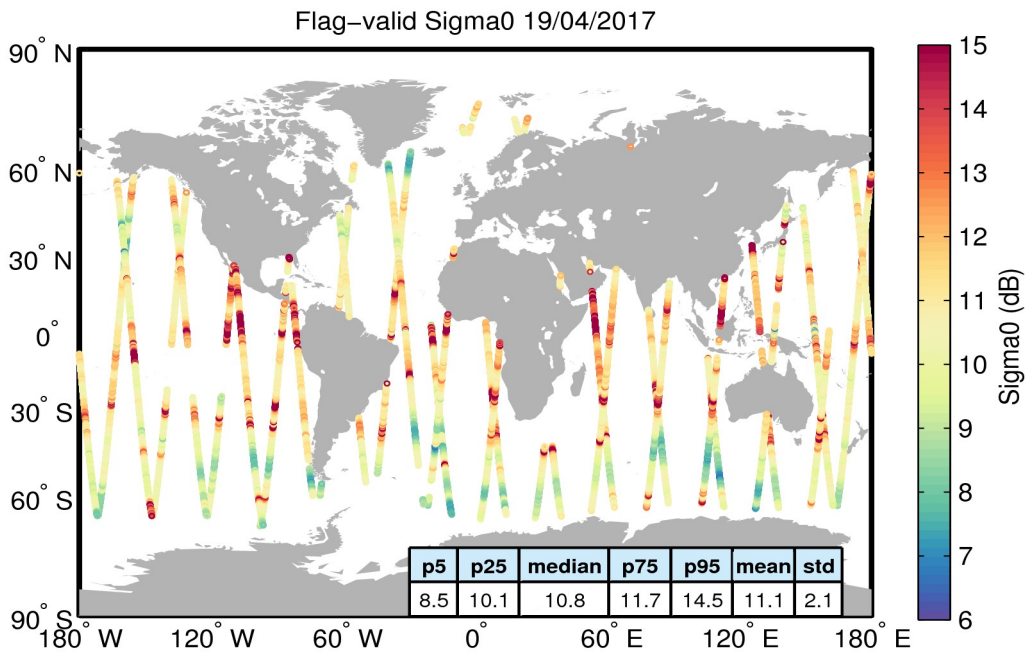 Flag−valid Sigma0 19/04/2017
90° N
60° N
30° N
0°
30° S
60° S
90° S
180° W
120° W
60° W
0°
60° E
120° E
180° E
p5 p25 median p75 p95 mean std
8.5 10.1 10.8 11.7 14.5 11.1 2.1
15
14
13
12
11
10
9
8
7
6
Sigma0 (dB)